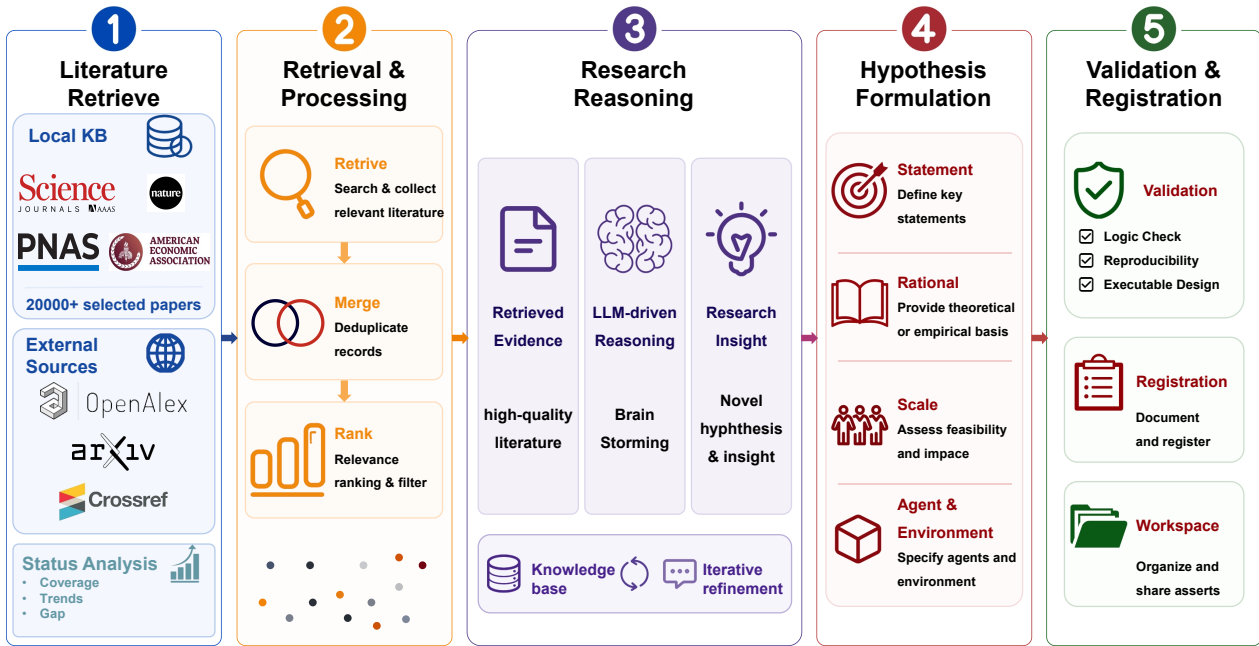 1
Literature
Retrieve
Local KB
Science
JOURNALS AAAS
nature
PNAS
AMERICAN
ECONOMIC
ASSOCIATION
20000+ selected papers
External
Sources
OpenAlex
arXiv
Crossref
Status Analysis
• Coverage
• Trends
• Gap
2
Retrieval &
Processing
Retrive
Search & collect
relevant literature
Merge
Deduplicate
records
Rank
Relevance
ranking & filter
3
Research
Reasoning
Retrieved
Evidence
high-quality
literature
LLM-driven
Reasoning
Brain
Storming
Research
Insight
Novel
hyphthesis
& insight
Knowledge
base
Iterative
refinement
4
Hypothesis
Formulation
Statement
Define key
statements
Rational
Provide theoretical
or empirical basis
Scale
Assess feasibility
and impace
Agent &
Environment
Specify agents and
environment
5
Validation &
Registration
Validation
Logic Check
Reproducibility
Executable Design
Registration
Document
and register
Workspace
Organize and
share asserts